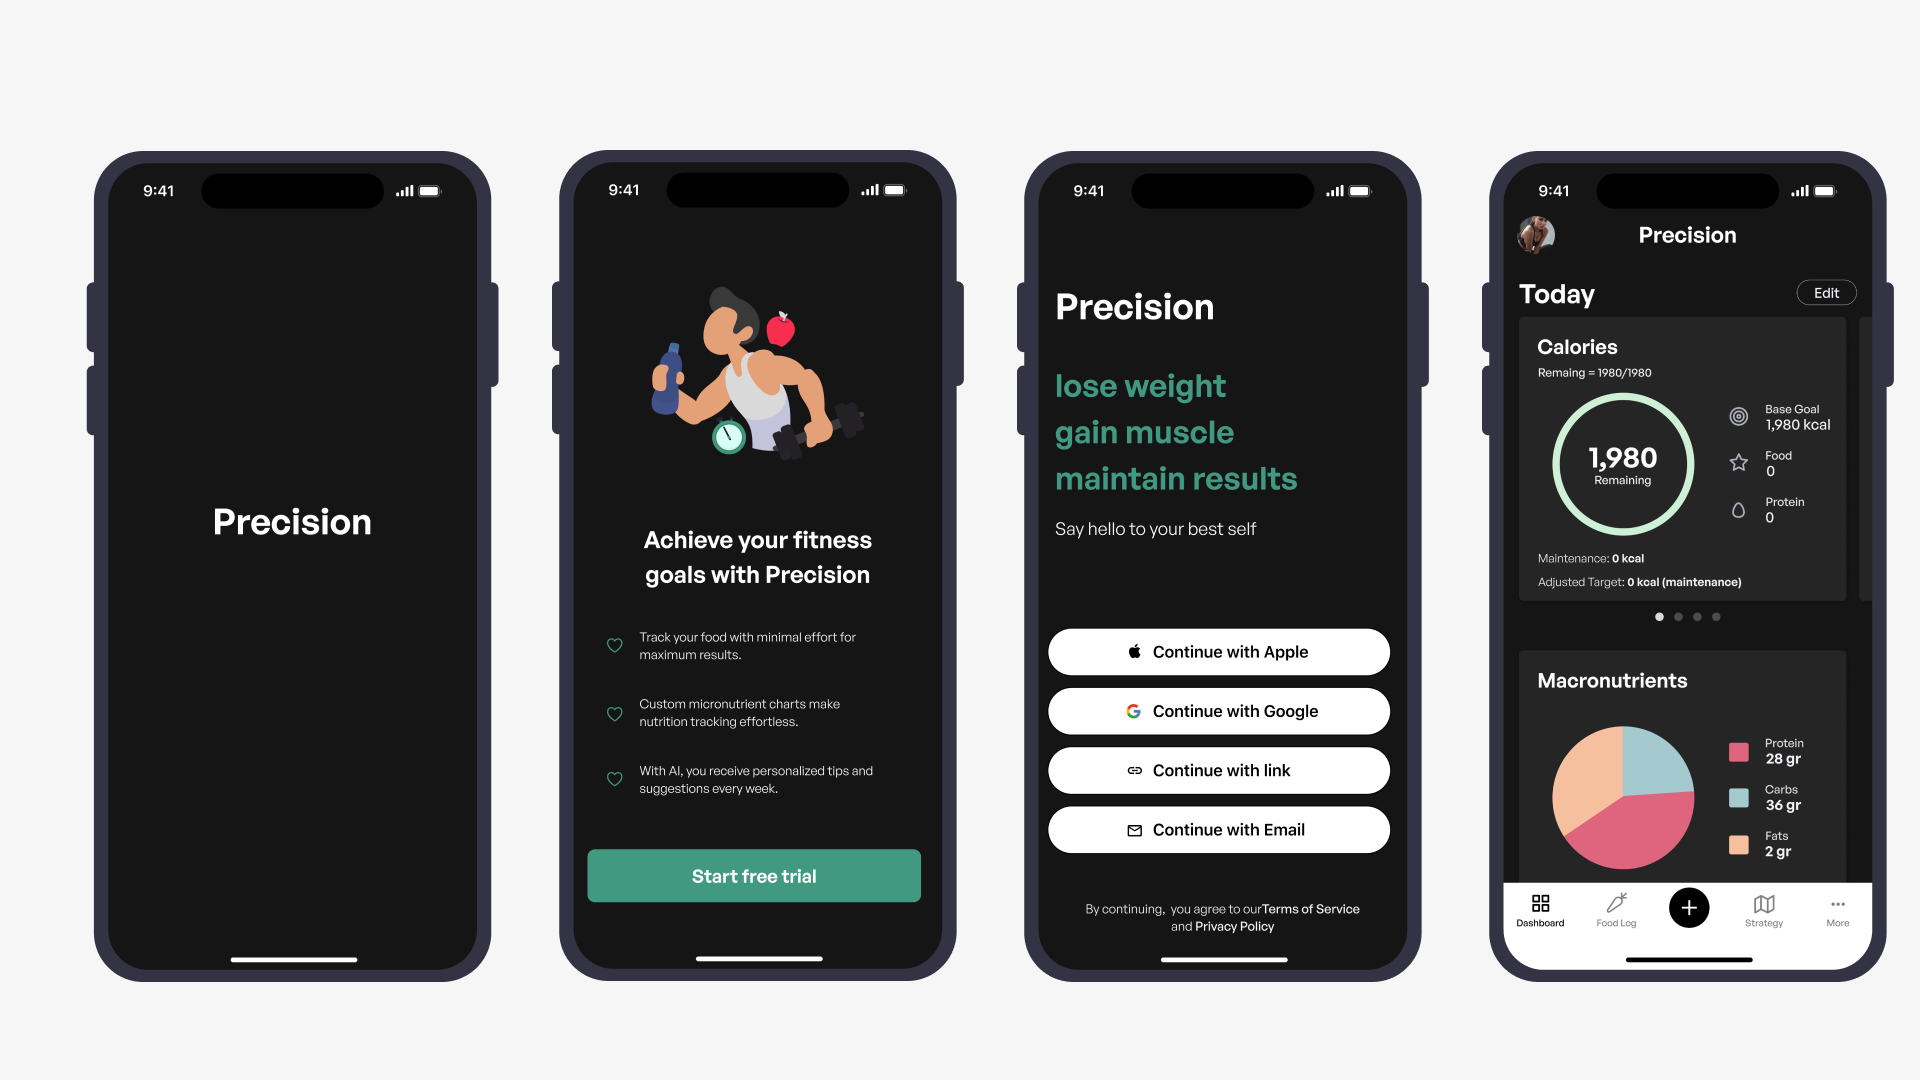 9:41
Precision
9:41
Achieve your fitness
goals with Precision
Track your food with minimal effort for
maximum results.
Custom micronutrient charts make
nutrition tracking effortless.
With AI, you receive personalized tips and
suggestions every week.
Start free trial
9:41
Precision
lose weight
gain muscle
maintain results
Say hello to your best self
Continue with Apple
Continue with Google
Continue with link
Continue with Email
By continuing, you agree to ourTerms of Service
and Privacy Policy
9:41
Precision
Today
Edit
Calories
Remaing = 1980/1980
1,980
Remaining
Base Goal
1,980 kcal
Food
0
Protein
0
Maintenance: 0 kcal
Adjusted Target: 0 kcal (maintenance)
Macronutrients
Protein
28 gr
Carbs
36 gr
Fats
2 gr
Dashboard
Food Log
Strategy
More